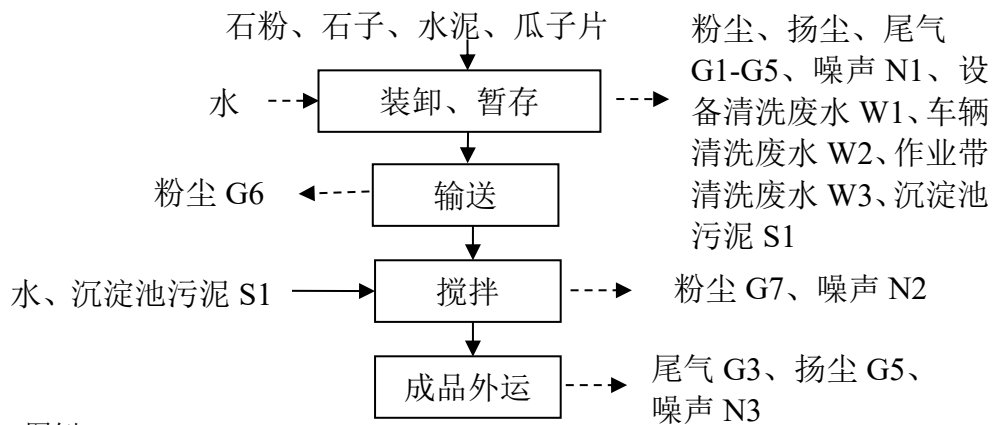 石粉、石子、水泥、瓜子片
水
装卸、暂存
粉尘、扬尘、尾气
G1-G5、噪声 N1、设
备清洗废水 W1、车辆
清洗废水 W2、作业带
清洗废水 W3、沉淀池
污泥 S1
粉尘 G6
输送
水、沉淀池污泥 S1
搅拌
粉尘 G7、噪声 N2
成品外运
尾气 G3、扬尘 G5、
噪声 N3